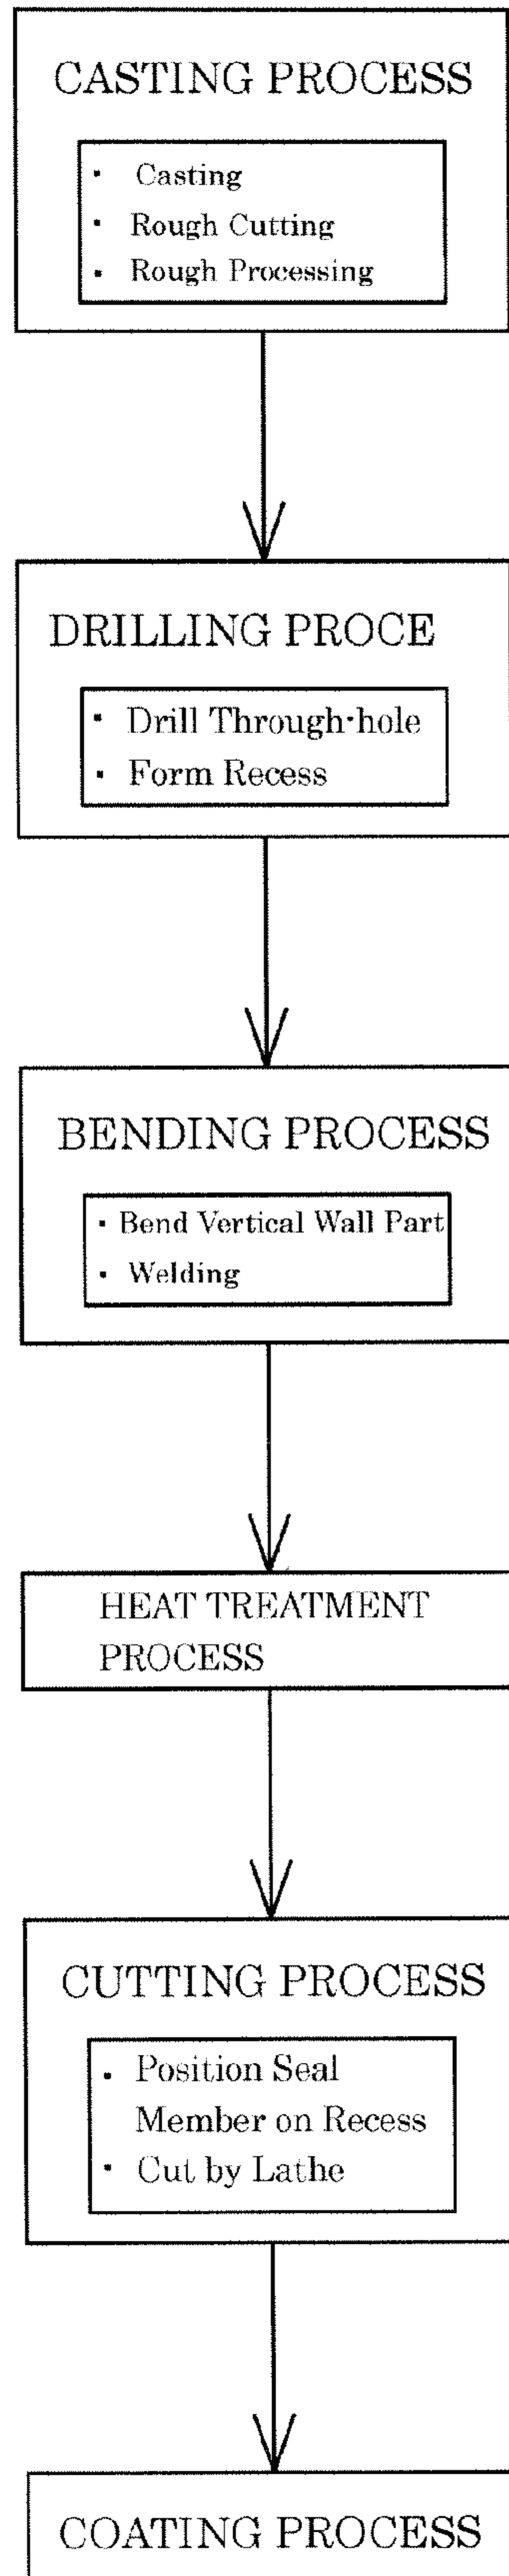 CASTING PROCESS
· Casting
· Rough Cutting
· Rough Processing
DRILLING PROCE
· Drill Through-hole
· Form Recess
BENDING PROCESS
· Bend Vertical Wall Part
· Welding
HEAT TREATMENT
PROCESS
CUTTING PROCESS
· Position Seal
Member on Recess
· Cut by Lathe
COATING PROCESS